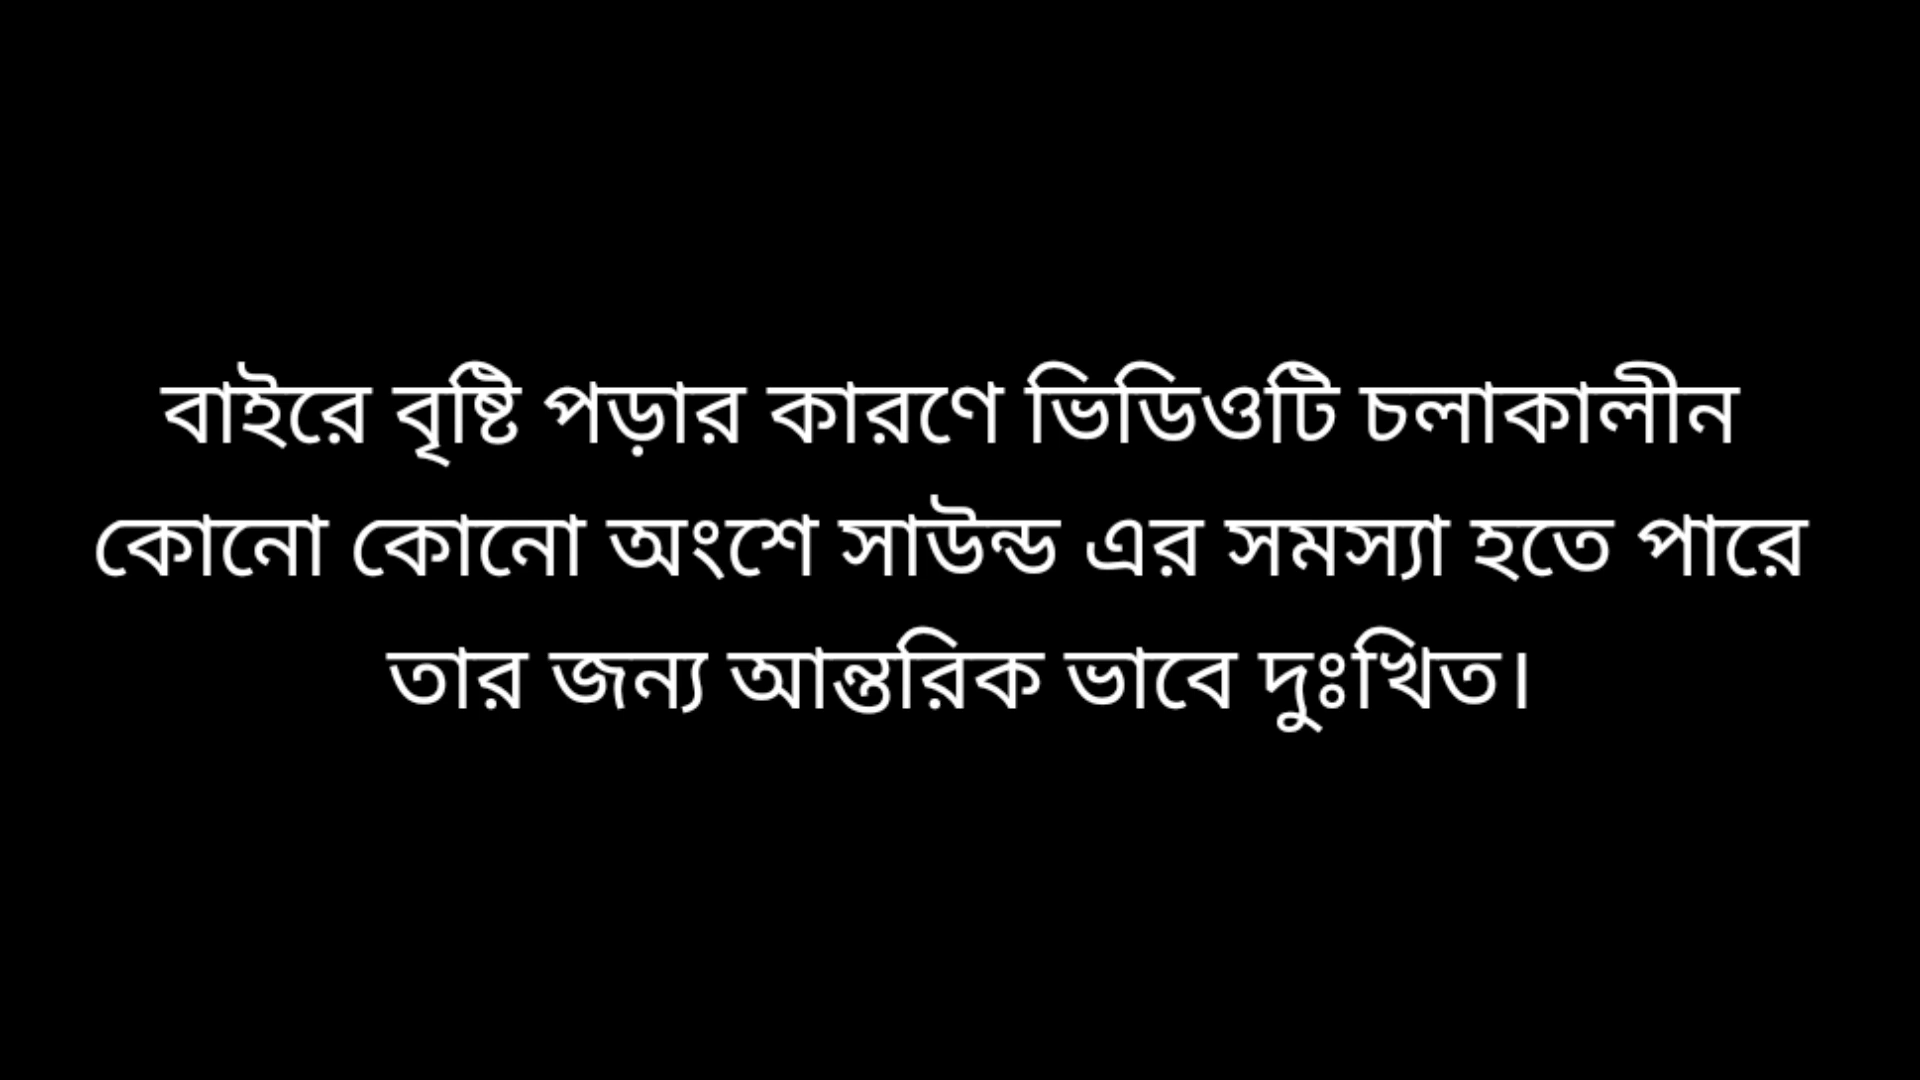 বাইরে বৃষ্টি পড়ার কারণে ভিডিওটি চলাকালীন
কোনো কোনো অংশে সাউন্ড এর সমস্যা হতে পারে
তার জন্য আন্তরিক ভাবে দুঃখিত।